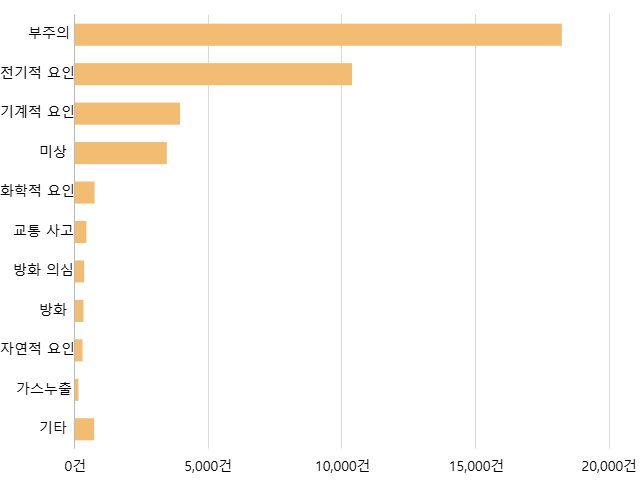 부주의
전기적 요인
기계적 요인
미상
화학적 요인
교통 사고
방화 의심
방화
자연적 요인
가스누출
기타
0건 5,000건 10,000건 15,000건 20,000건